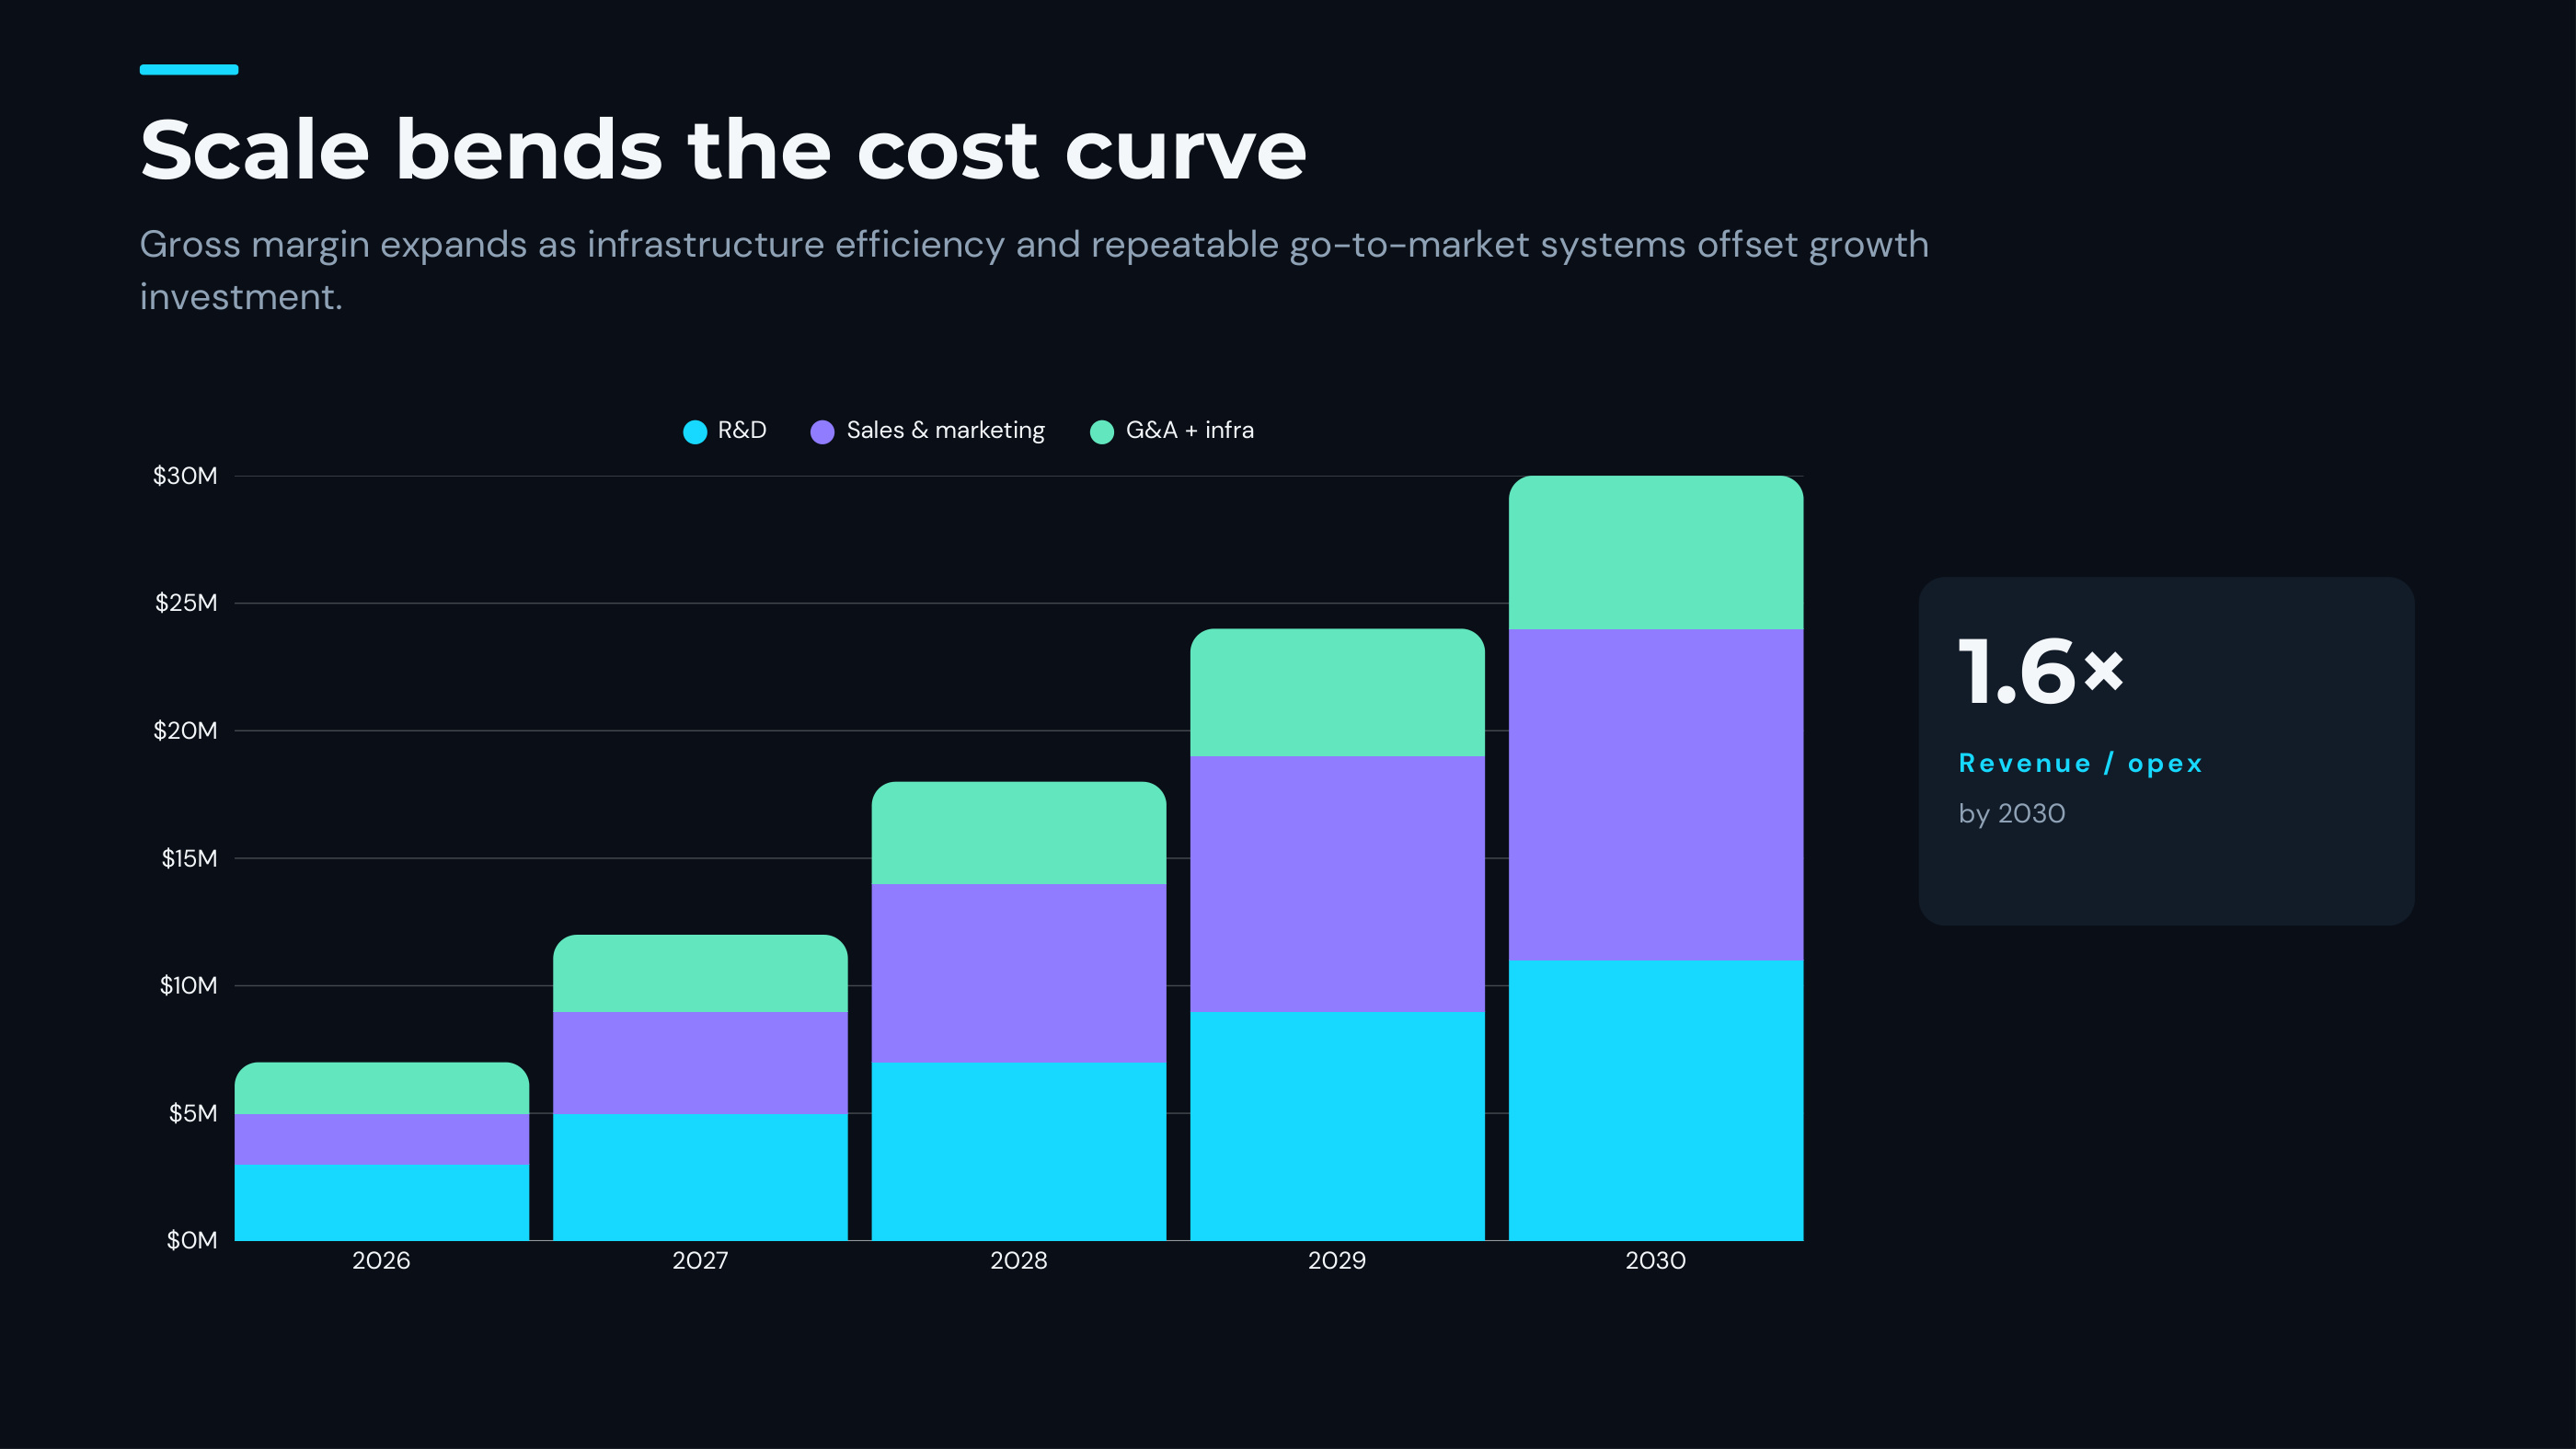 Scale bends the cost curve
Gross margin expands as infrastructure efficiency and repeatable go-to-market systems offset growth
investment.
R&D
Sales & marketing
G&A + infra
$30M
$25M
$20M
$15M
$10M
$5M
$0M
2026
2027
2028
2029
2030
1.6×
Revenue / opex
by 2030